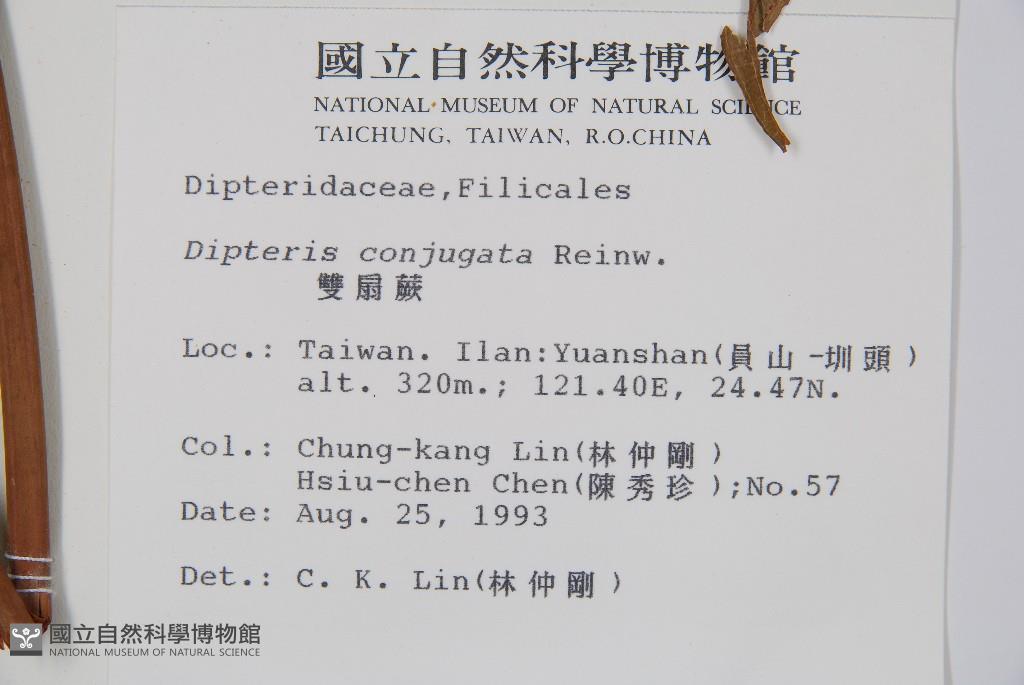 國立自然科學博物館
NATIONAL MUSEUM OF NATURAL SCIENCE
TAICHUNG, TAIWAN, R.O.CHINA
Dipteridaceae,Filicales
Dipteris conjugata Reinw.
雙扇蕨
Loc.: Taiwan. Ilan:Yuanshan(員山-圳頭)
alt. 320m.; 121.40E, 24.47N.
Col.: Chung-kang Lin(林仲剛)
Hsiu-chen Chen(陳秀珍);No.57
Date: Aug. 25, 1993
Det.: C. K. Lin(林仲剛)
國立自然科學博物館
NATIONAL MUSEUM OF NATURAL SCIENCE